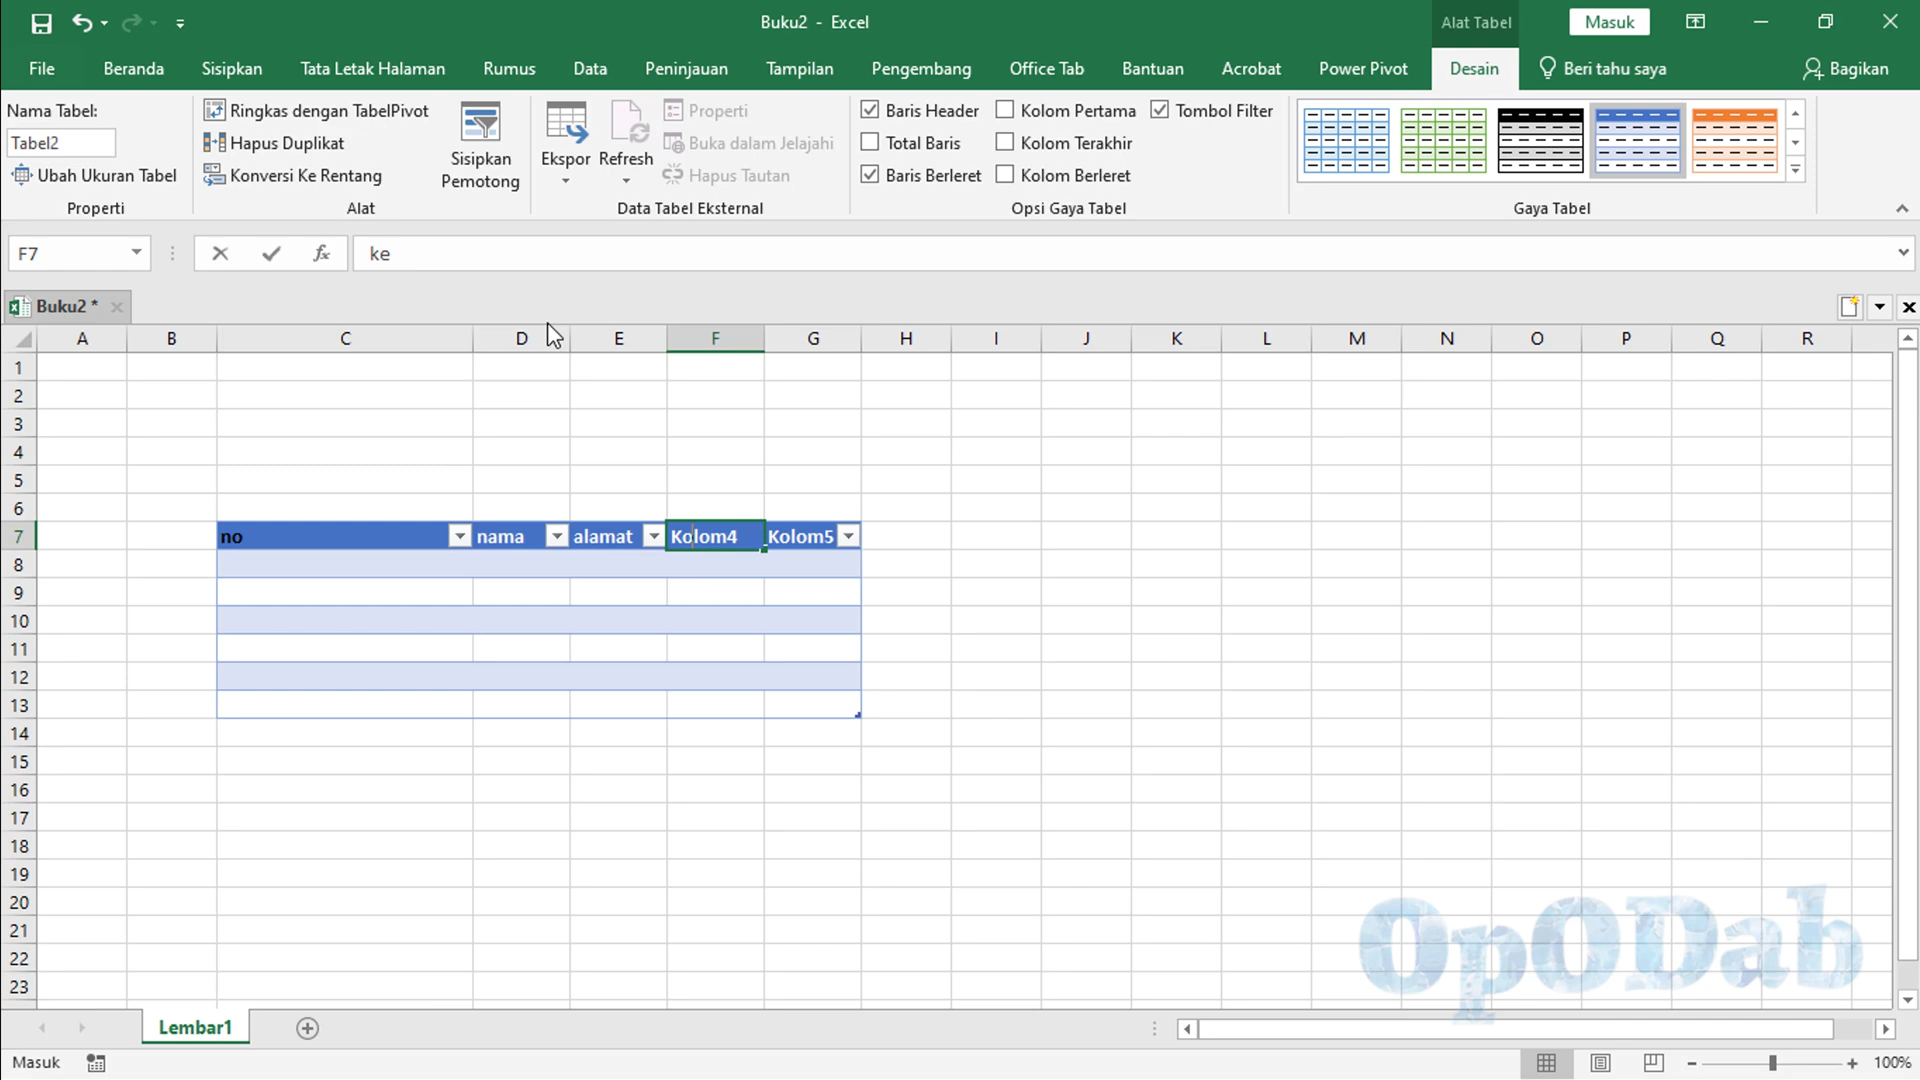 Buku2 - Excel
Alat Tabel
Masuk
File
Beranda
Sisipkan
Tata Letak Halaman
Rumus
Data
Peninjauan
Tampilan
Pengembang
Office Tab
Bantuan
Acrobat
Power Pivot
Desain
Beri tahu saya
Bagikan
Nama Tabel:
Tabel2
Ubah Ukuran Tabel
Properti
Ringkas dengan TabelPivot
Hapus Duplikat
Konversi Ke Rentang
Alat
Sisipkan
Pemotong
Ekspor
Refresh
Properti
Buka dalam Jelajahi
Hapus Tautan
Data Tabel Eksternal
Baris Header
Total Baris
Baris Berleret
Kolom Pertama
Kolom Terakhir
Kolom Berleret
Tombol Filter
Opsi Gaya Tabel
Gaya Tabel
F7
fx
ke
Buku2 *
A B C D E F G H I J K L M N O P Q R
1
2
3
4
5
6
7 no nama alamat Kolom4 Kolom5
8
9
10
11
12
13
14
15
16
17
18
19
20
21
22
23
OpODab
Lembar1
Masuk
100%